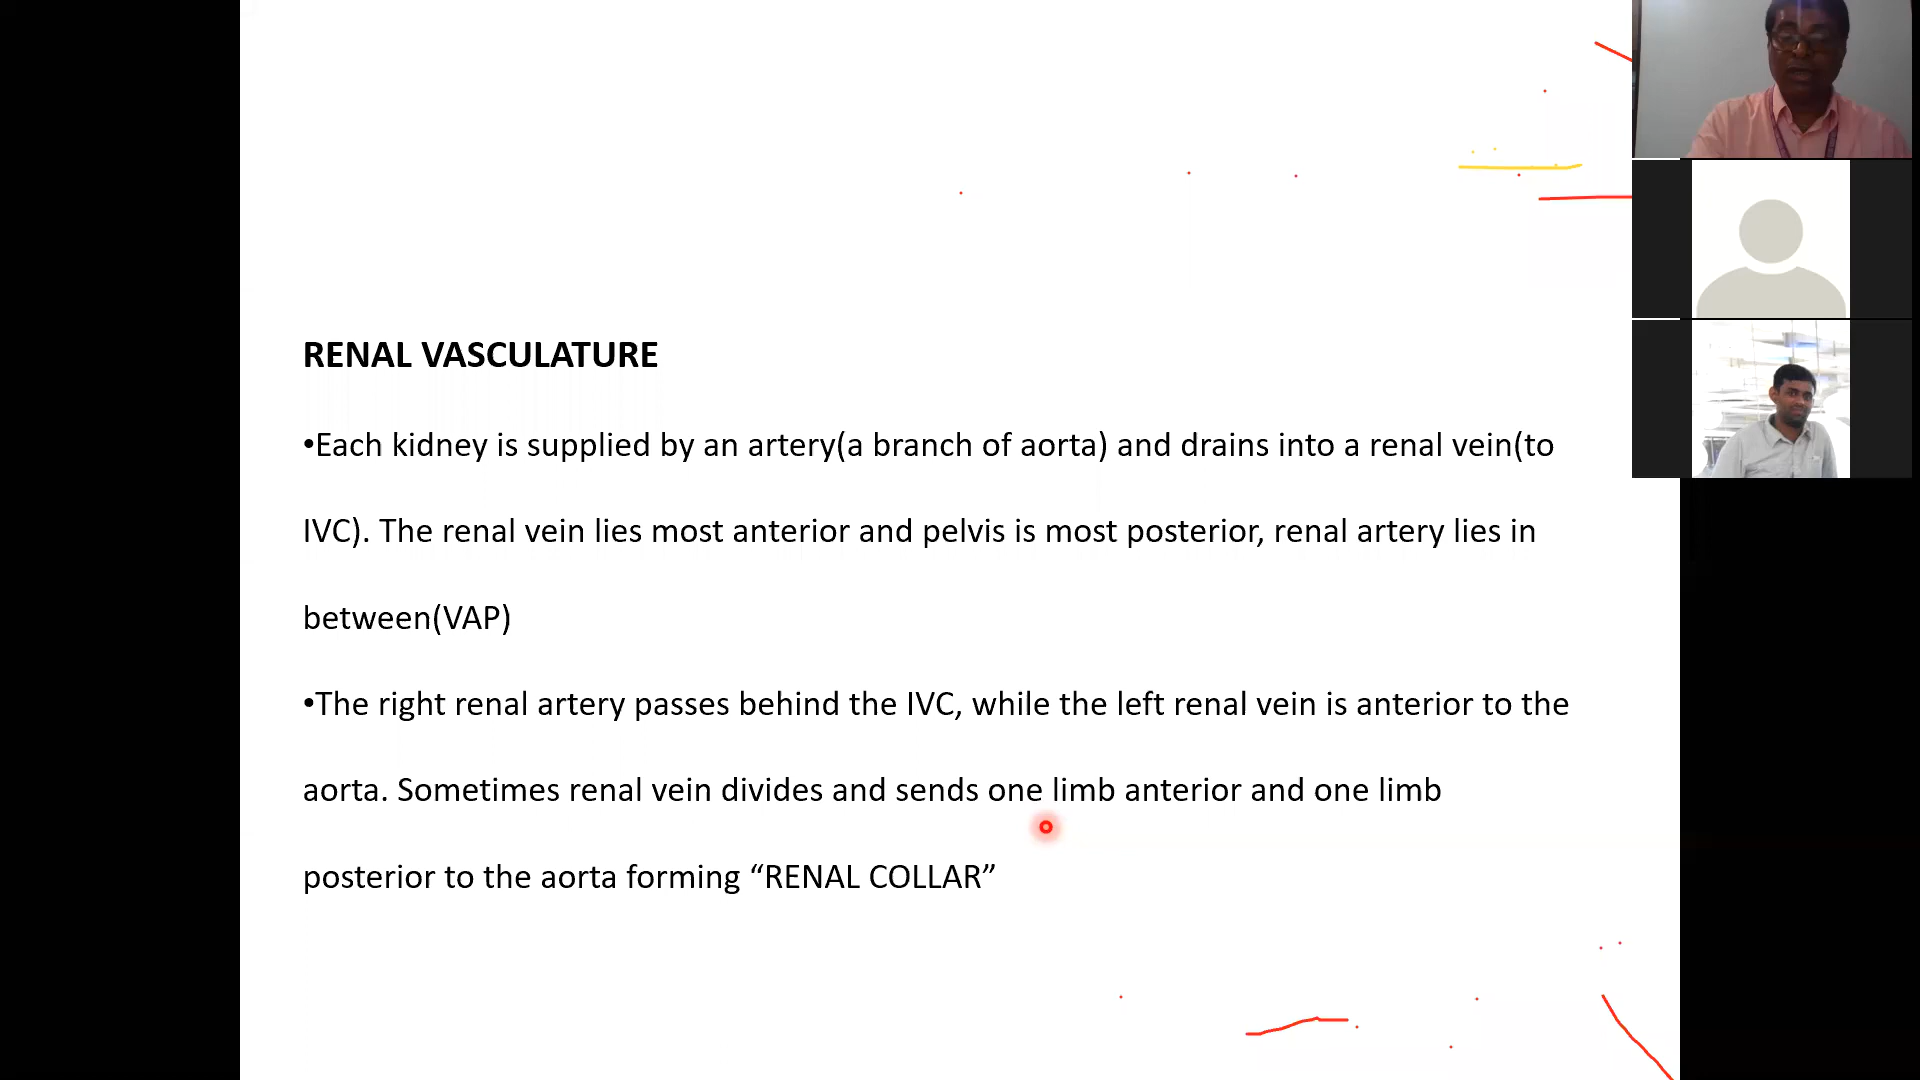 RENAL VASCULATURE
•Each kidney is supplied by an artery(a branch of aorta) and drains into a renal vein(to
IVC). The renal vein lies most anterior and pelvis is most posterior, renal artery lies in
between(VAP)
•The right renal artery passes behind the IVC, while the left renal vein is anterior to the
aorta. Sometimes renal vein divides and sends one limb anterior and one limb
posterior to the aorta forming “RENAL COLLAR”